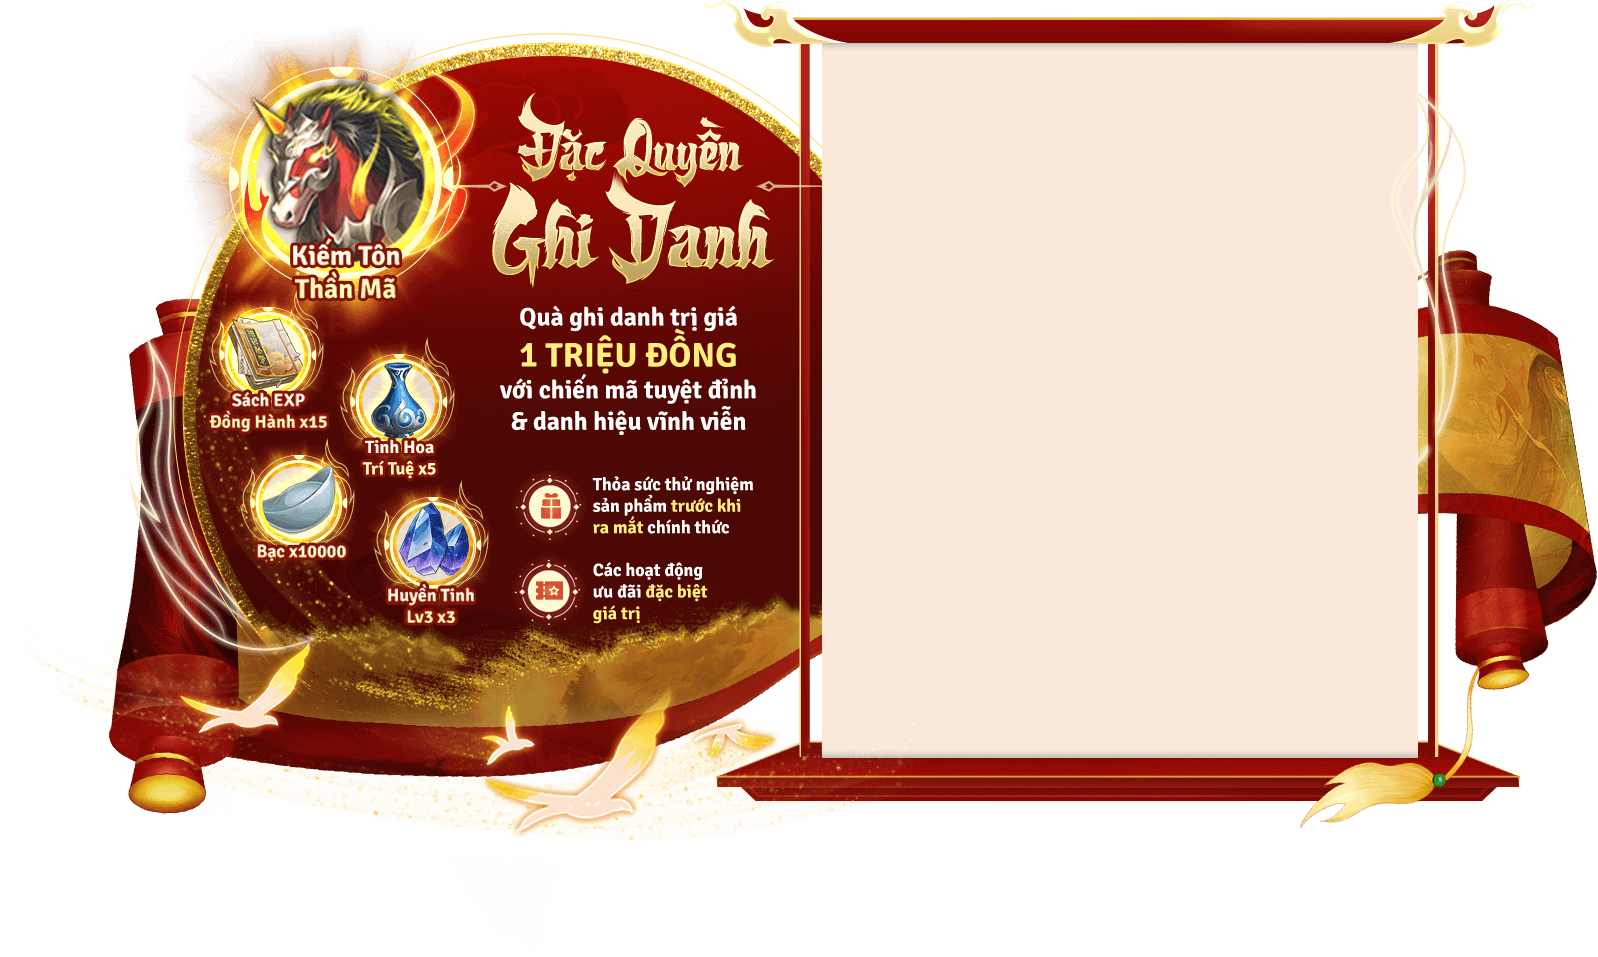 Đặc Quyền
Ghi Danh
Quà ghi danh trị giá
1 TRIỆU ĐỒNG
với chiến mã tuyệt đỉnh
& danh hiệu vĩnh viễn
Thỏa sức thử nghiệm
sản phẩm trước khi
ra mắt chính thức
Các hoạt động
ưu đãi đặc biệt
giá trị
Kiếm Tôn
Thần Mã
Sách EXP
Đồng Hành x15
Tinh Hoa
Trí Tuệ x5
Bạc x10000
Huyền Tinh
Lv3 x3